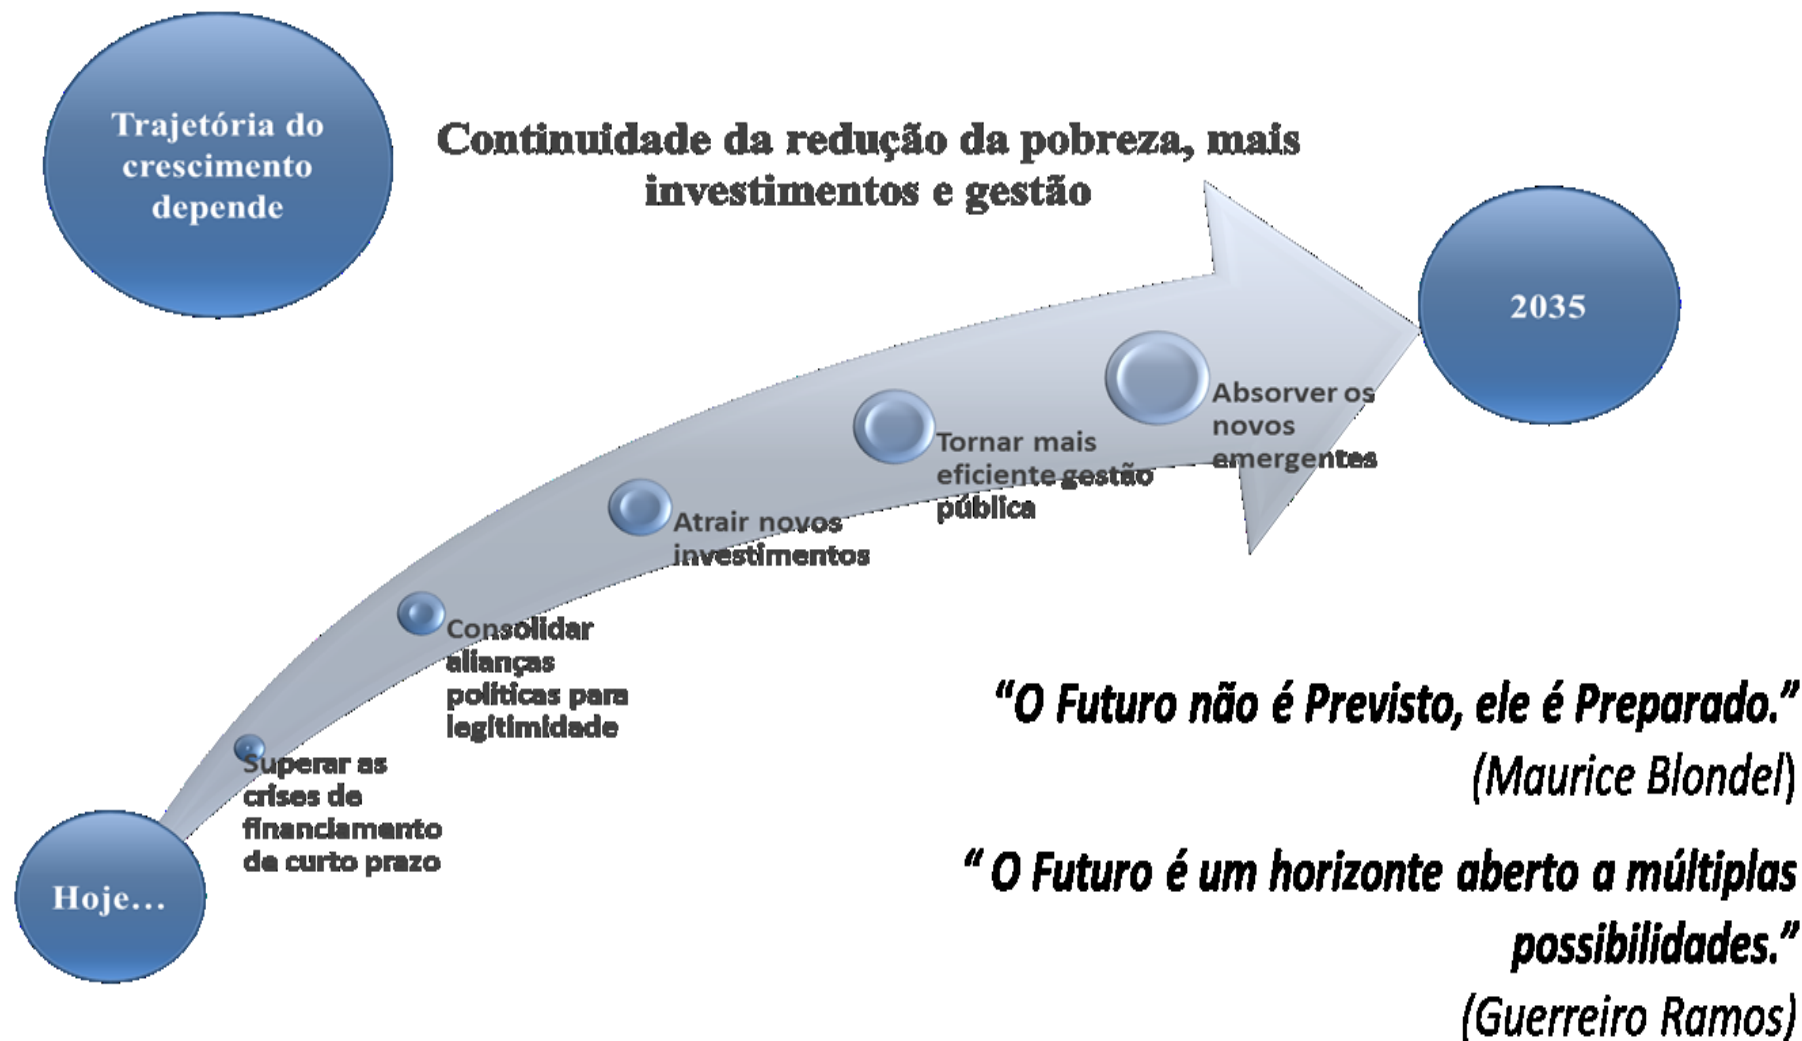 Trajetória do
crescimento
depende
Continuidade da redução da pobreza, mais
investimentos e gestão
2035
Absorver os
novos
emergentes
Tornar mais
eficiente gestão
pública
Atrair novos
investimentos
Consolidar
alianças
políticas para
legitimidade
Superar as
crises de
financiamento
de curto prazo
Hoje...
“O Futuro não é Previsto, ele é Preparado.”
(Maurice Blondel)
“ O Futuro é um horizonte aberto a múltiplas
possibilidades.”
(Guerreiro Ramos)